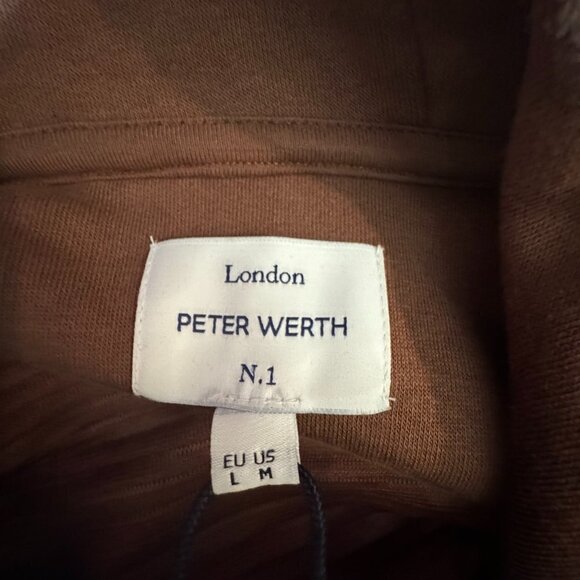 London
PETER WERTH
N.1
EU US
L M